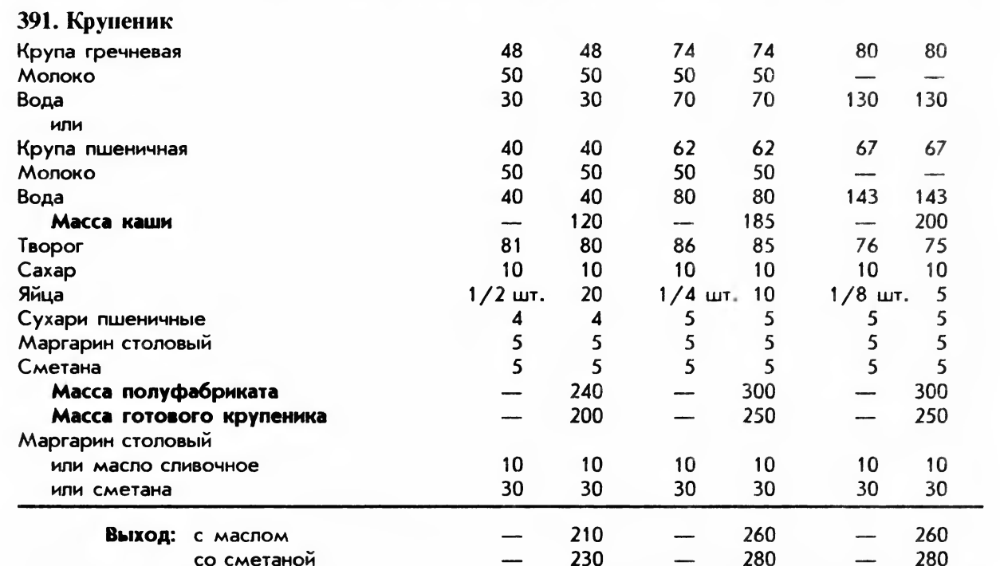 391. Крупеник
Крупа гречневая 48 48 74 74 80 80
Молоко 50 50 50 50 — —
Вода 30 30 70 70 130 130
или
Крупа пшеничная 40 40 62 62 67 67
Молоко 50 50 50 50 — —
Вода 40 40 80 80 143 143
Масса каши — 120 — 185 — 200
Творог 81 80 86 85 76 75
Сахар 10 10 10 10 10 10
Яйца 1/2 шт. 20 1/4 шт. 10 1/8 шт. 5
Сухари пшеничные 4 4 5 5 5 5
Маргарин столовый 5 5 5 5 5 5
Сметана 5 5 5 5 5 5
Масса полуфабриката — 240 — 300 — 300
Масса готового крупеника — 200 — 250 — 250
Маргарин столовый
или масло сливочное 10 10 10 10 10 10
или сметана 30 30 30 30 30 30
Выход: с маслом — 210 — 260 — 260
со сметаной — 230 — 280 — 280